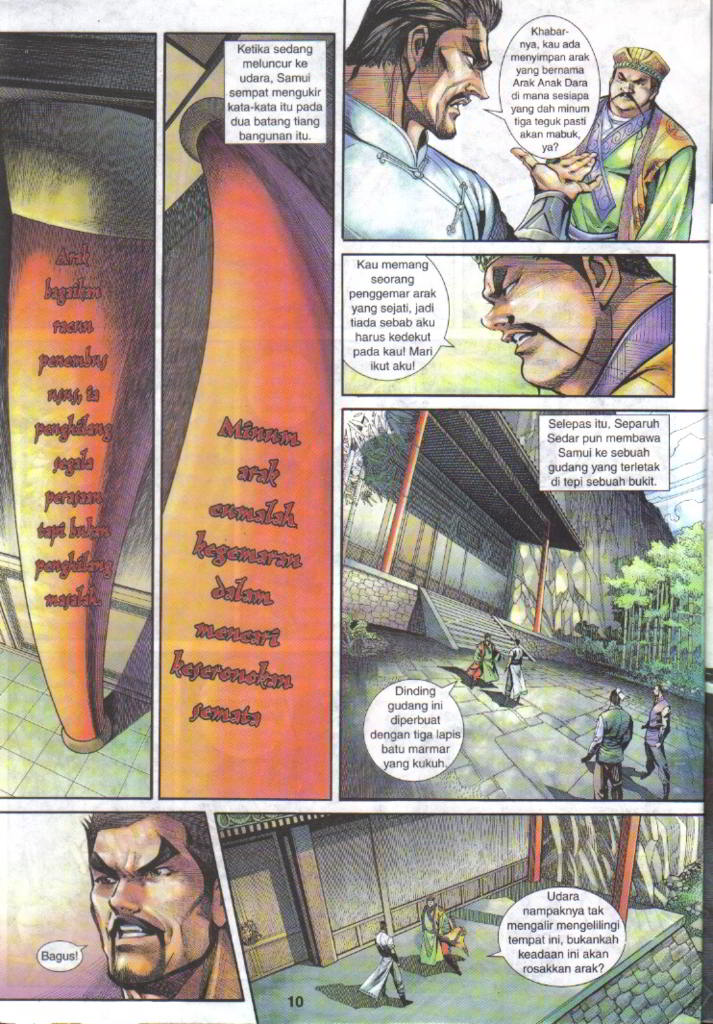 Ketika sedang
meluncur ke
udara, Samui
sempat mengukir
kata-kata itu pada
dua batang tiang
bangunan itu.
Arak
bagaikan
racun
penembus
usus, ia
penghilang
segala
perasaan
tapi bukan
penghilang
masalah.
Minum
arak
cumalah
kegemaran
dalam
mencari
keseronokan
semata
Khabar-
nya, kau ada
menyimpan arak
yang bernama
Arak Anak Dara
di mana sesiapa
yang dah minum
tiga teguk pasti
akan mabuk,
ya?
Kau memang
seorang
penggemar arak
yang sejati, jadi
tiada sebab aku
harus kedekut
pada kau! Mari
ikut aku!
Selepas itu, Separuh
Sedar pun membawa
Samui ke sebuah
gudang yang terletak
di tepi sebuah bukit.
Dinding
gudang ini
diperbuat
dengan tiga lapis
batu marmar
yang kukuh.
Bagus!
Udara
nampaknya tak
mengalir mengelilingi
tempat ini, bukankah
keadaan ini akan
rosakkan arak?
10